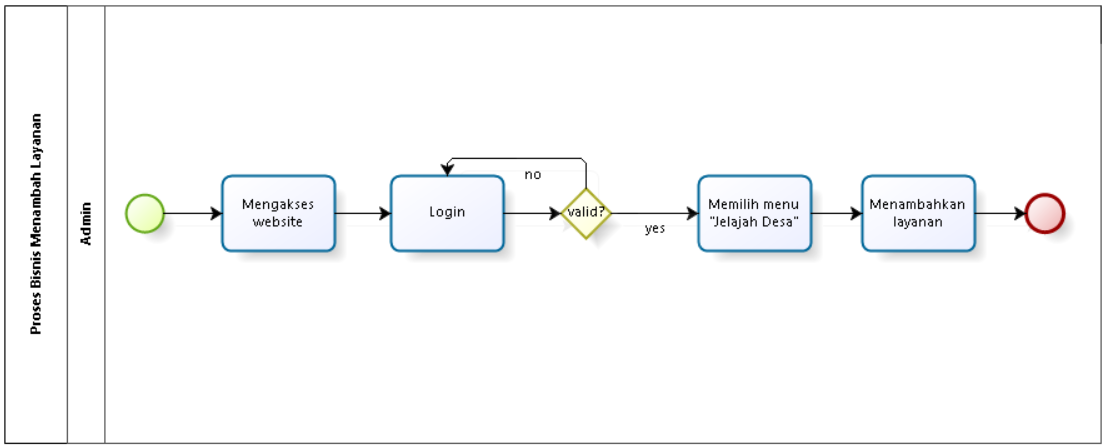 Proses Bisnis Menambah Layanan
Admin
Mengakses
website
Login
no
valid?
yes
Memilih menu
"Jelajah Desa"
Menambahkan
layanan